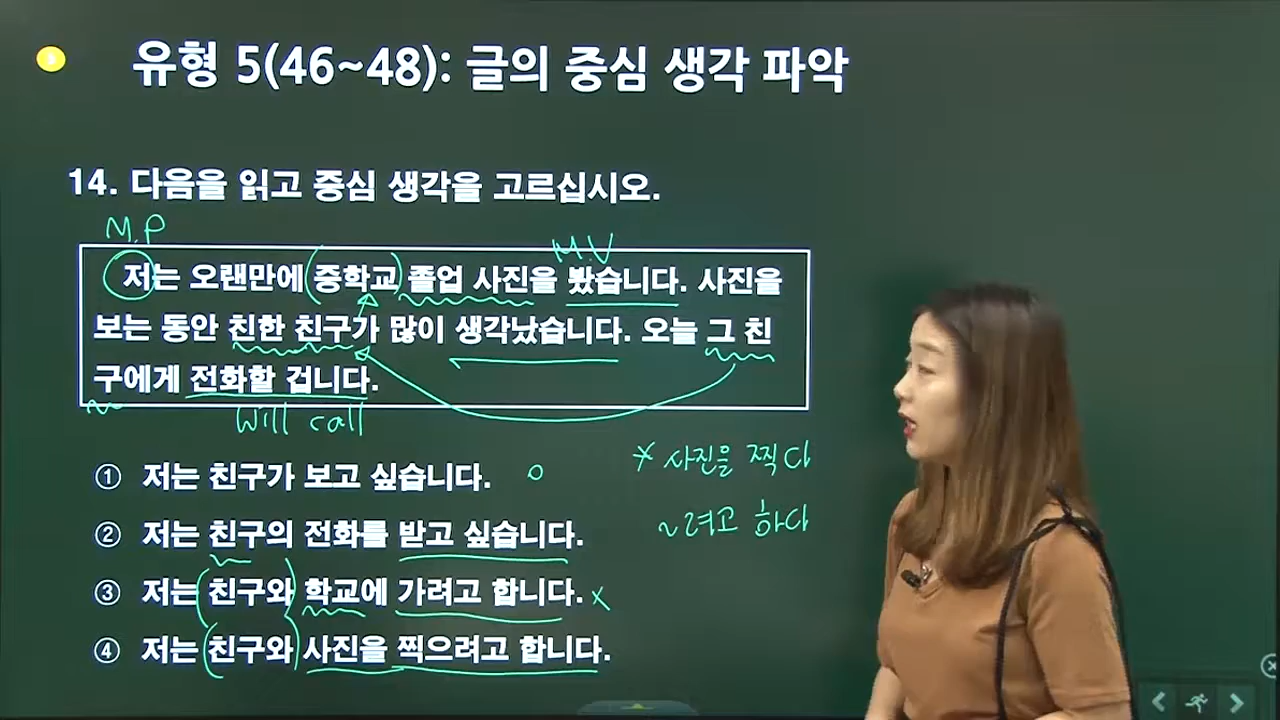 유형 5(46~48): 글의 중심 생각 파악
14. 다음을 읽고 중심 생각을 고르십시오.
M.P
M.V
저는 오랜만에 중학교 졸업 사진을 봤습니다. 사진을
보는 동안 친한 친구가 많이 생각났습니다. 오늘 그 친
구에게 전화할 겁니다.
Will call
① 저는 친구가 보고 싶습니다. o
② 저는 친구의 전화를 받고 싶습니다.
③ 저는 친구와 학교에 가려고 합니다. x
④ 저는 친구와 사진을 찍으려고 합니다.
* 사진을 찍다
~려고 하다